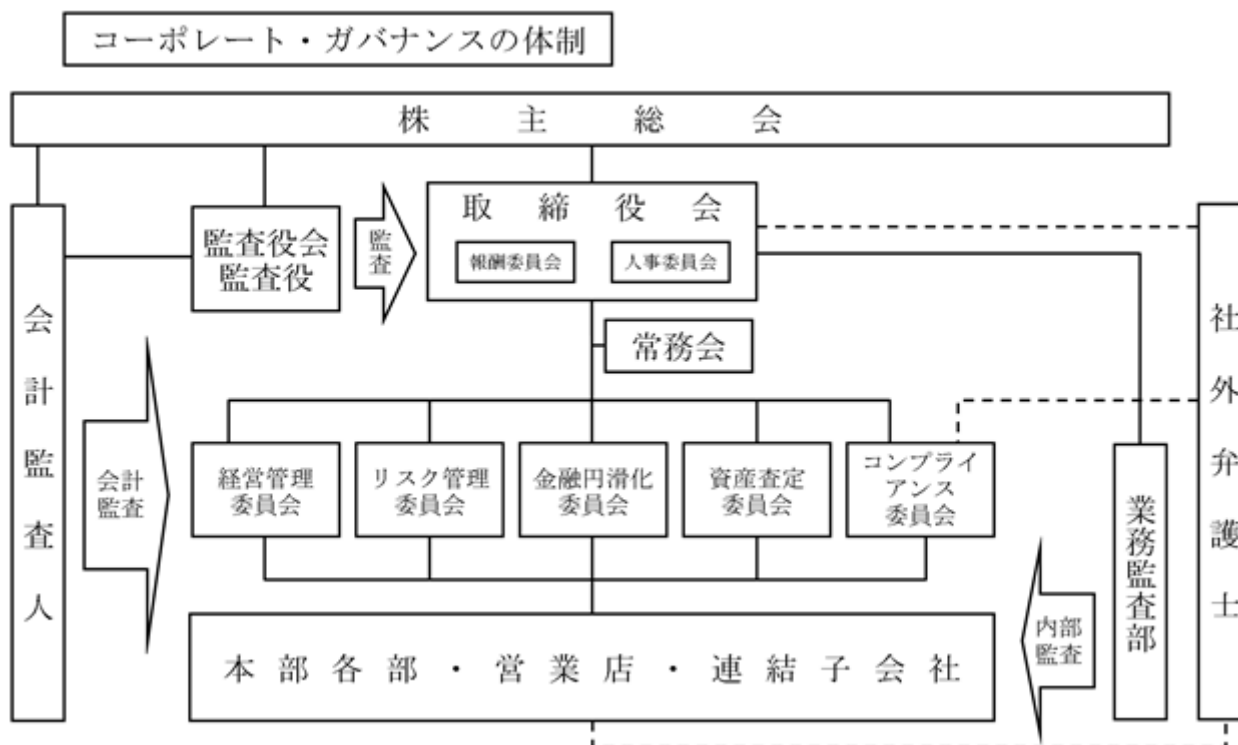 コーポレート・ガバナンスの体制
株主総会
取締役会
報酬委員会
人事委員会
監査役会
監査役
監査
常務会
会計監査人
会計
監査
経営管理
委員会
リスク管理
委員会
金融円滑化
委員会
資産査定
委員会
コンプライ
アンス
委員会
業務監査部
社外弁護士
内部
監査
本部各部・営業店・連結子会社